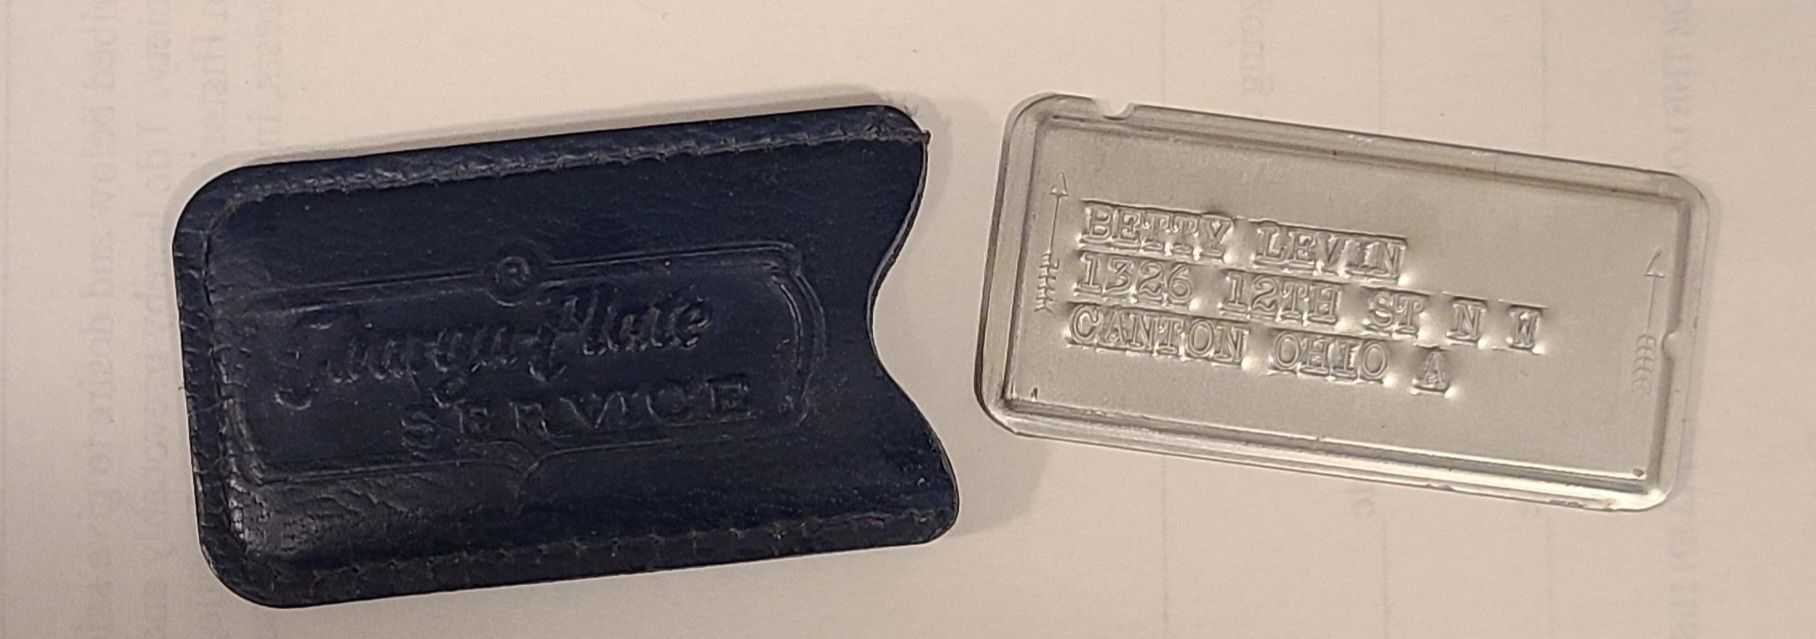 ®
Charga-Plate
SERVICE
BETTY LEVIN
1326 12TH ST N W
CANTON OHIO A